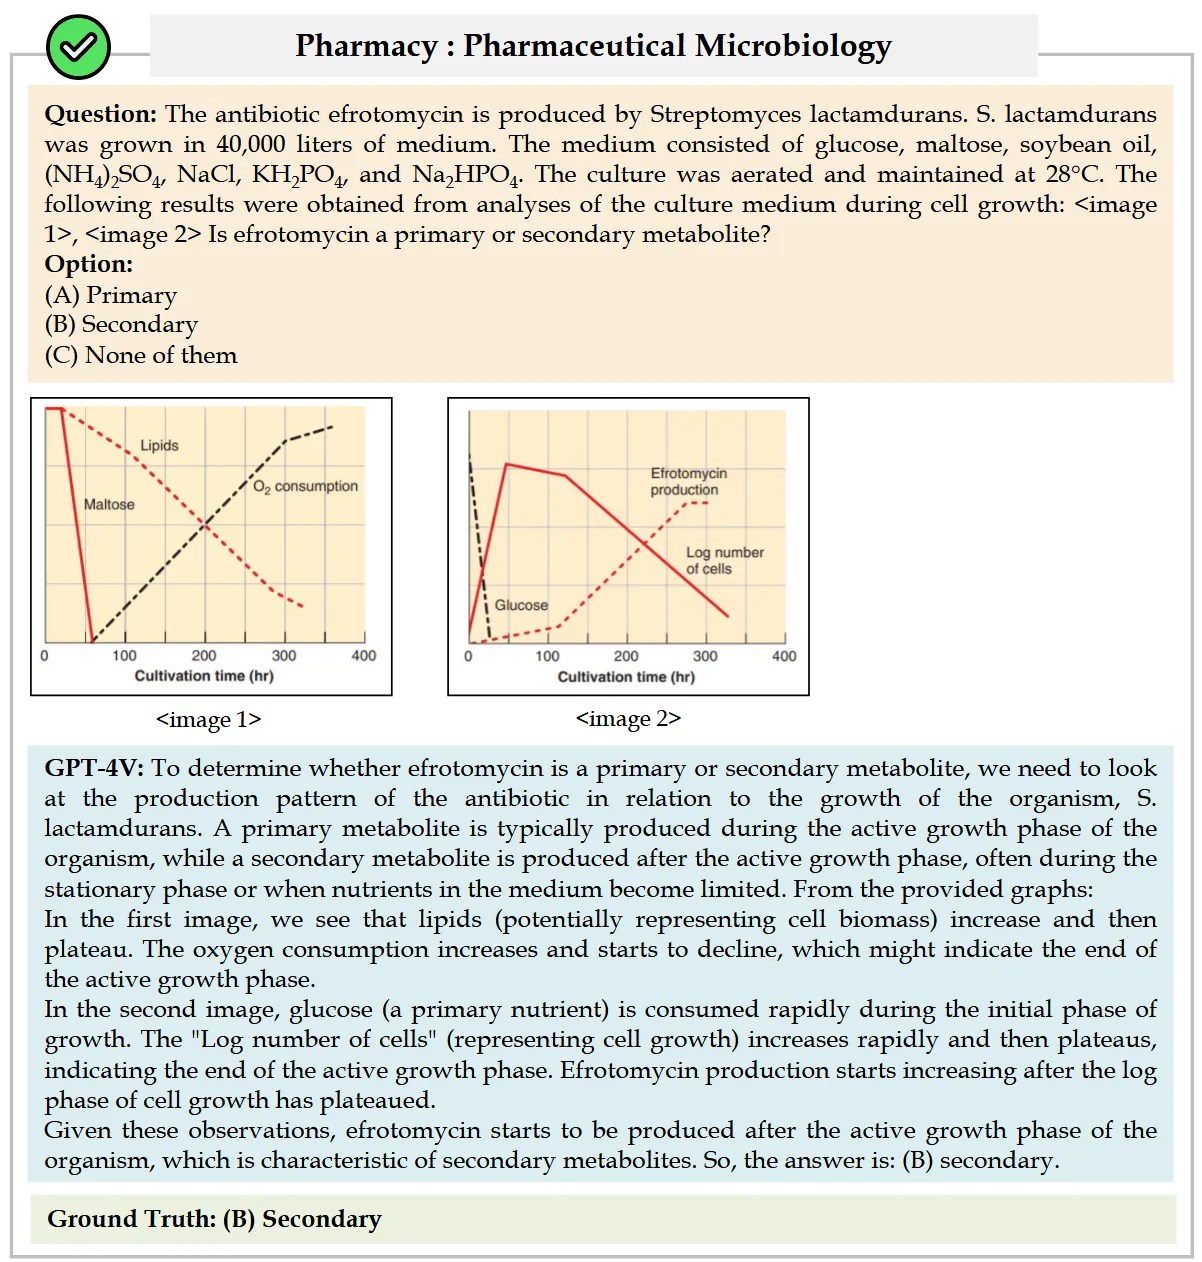 Pharmacy : Pharmaceutical Microbiology
Question: The antibiotic efrotomycin is produced by Streptomyces lactamdurans. S. lactamdurans
was grown in 40,000 liters of medium. The medium consisted of glucose, maltose, soybean oil,
(NH₄)₂SO₄, NaCl, KH₂PO₄, and Na₂HPO₄. The culture was aerated and maintained at 28°C. The
following results were obtained from analyses of the culture medium during cell growth: <image
1>, <image 2> Is efrotomycin a primary or secondary metabolite?
Option:
(A) Primary
(B) Secondary
(C) None of them
Lipids
O₂ consumption
Maltose
0 100 200 300 400
Cultivation time (hr)
<image 1>
Efrotomycin
production
Log number
of cells
Glucose
0 100 200 300 400
Cultivation time (hr)
<image 2>
GPT-4V: To determine whether efrotomycin is a primary or secondary metabolite, we need to look
at the production pattern of the antibiotic in relation to the growth of the organism, S.
lactamdurans. A primary metabolite is typically produced during the active growth phase of the
organism, while a secondary metabolite is produced after the active growth phase, often during the
stationary phase or when nutrients in the medium become limited. From the provided graphs:
In the first image, we see that lipids (potentially representing cell biomass) increase and then
plateau. The oxygen consumption increases and starts to decline, which might indicate the end of
the active growth phase.
In the second image, glucose (a primary nutrient) is consumed rapidly during the initial phase of
growth. The "Log number of cells" (representing cell growth) increases rapidly and then plateaus,
indicating the end of the active growth phase. Efrotomycin production starts increasing after the log
phase of cell growth has plateaued.
Given these observations, efrotomycin starts to be produced after the active growth phase of the
organism, which is characteristic of secondary metabolites. So, the answer is: (B) secondary.
Ground Truth: (B) Secondary